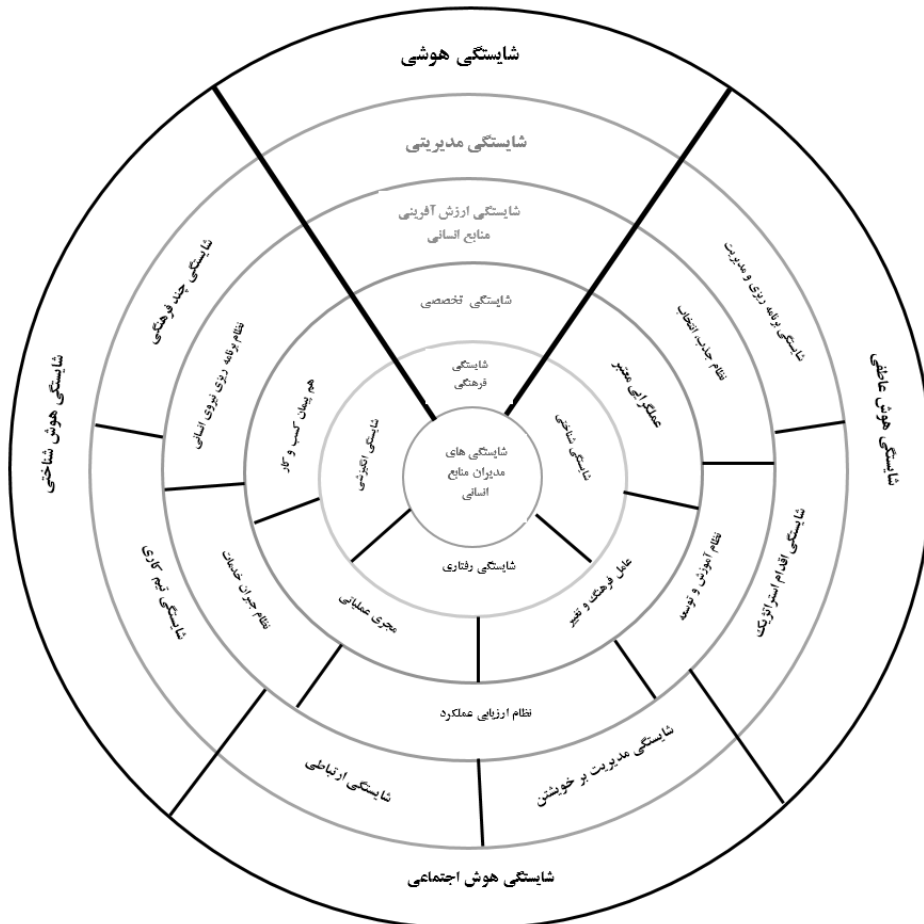 شایستگی هوشی
شایستگی مدیریتی
شایستگی ارزش آفرینی
منابع انسانی
شایستگی تخصصی
شایستگی
فرهنگی
شایستگی های
مدیران منابع
انسانی
شایستگی هوش عاطفی
شایستگی هوش اجتماعی
شایستگی هوش شناختی
شایستگی برنامه ریزی و مدیریت
شایستگی اقدام استراتژیک
شایستگی مدیریت بر خویشتن
شایستگی ارتباطی
شایستگی تیم کاری
شایستگی چند فرهنگی
نظام جذب، انتخاب
نظام آموزش و توسعه
نظام ارزیابی عملکرد
نظام جبران خدمات
نظام برنامه ریزی نیروی انسانی
عملگرایی معتبر
عامل فرهنگ و تغییر
مجری عملیاتی
هم پیمان کسب و کار
شایستگی شناختی
شایستگی رفتاری
شایستگی انگیزشی